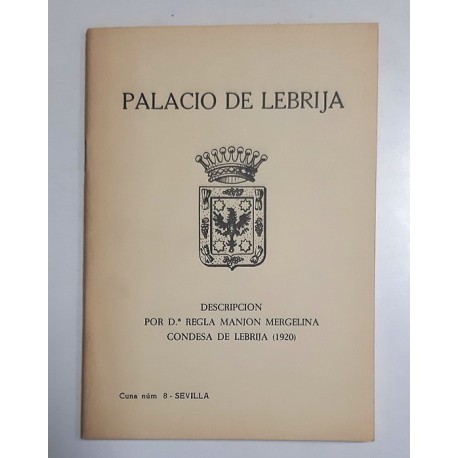 PALACIO DE LEBRIJA
DESCRIPCION
POR D.ª REGLA MANJON MERGELINA
CONDESA DE LEBRIJA (1920)
Cuna núm 8 - SEVILLA